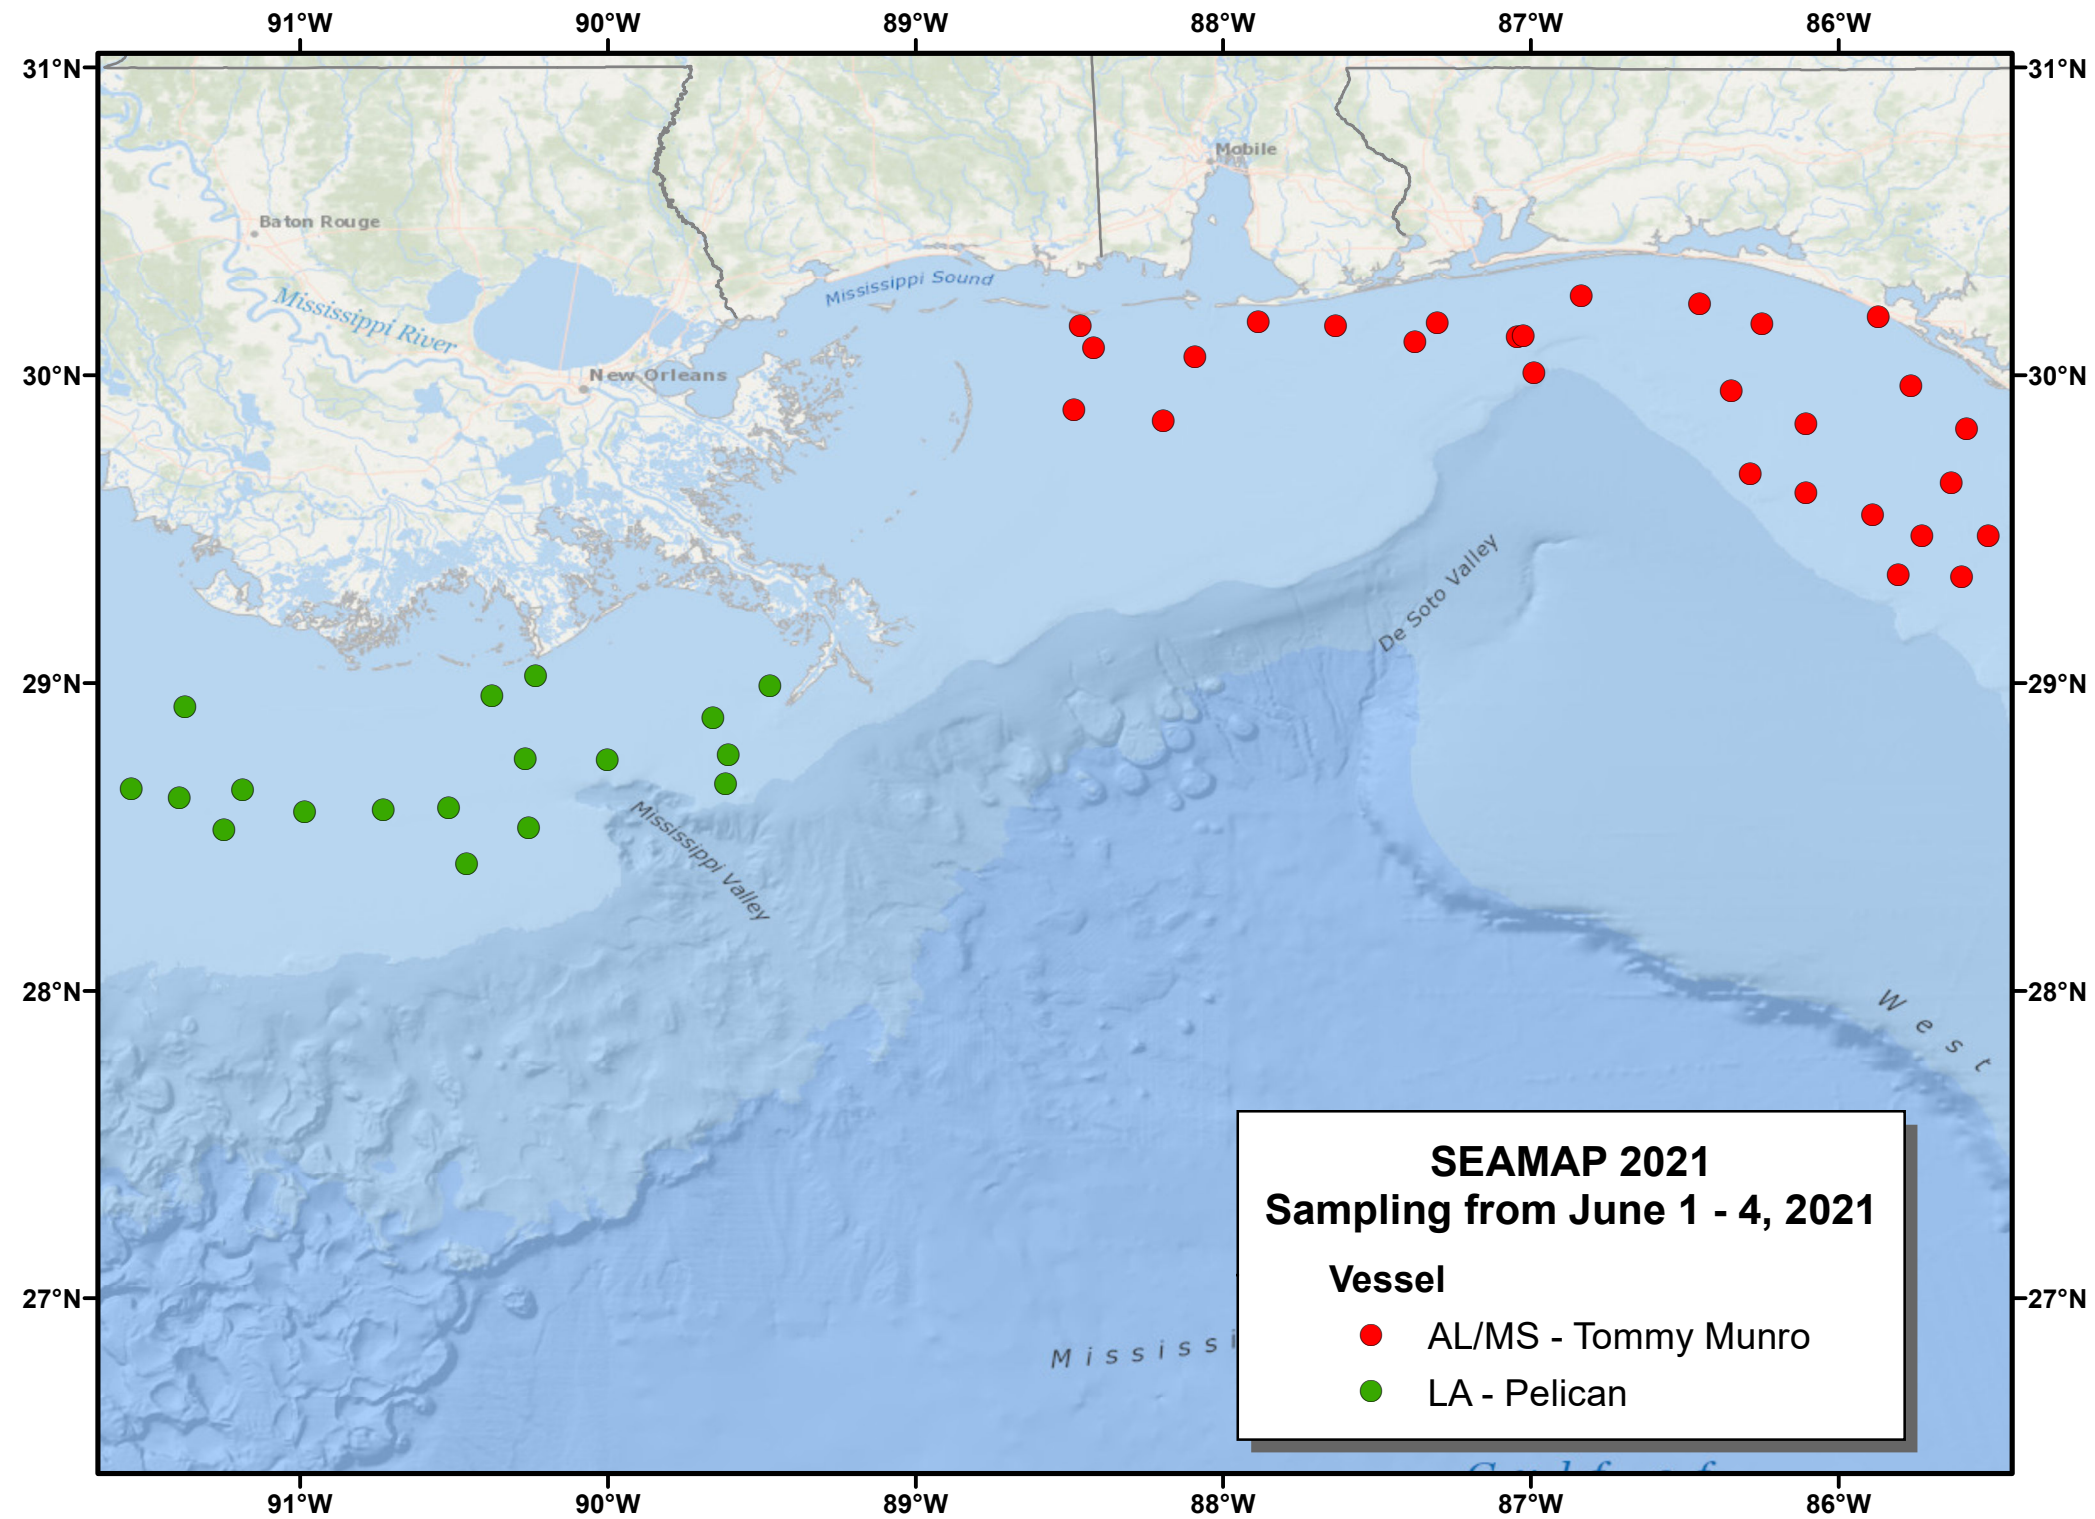 91°W 90°W 89°W 88°W 87°W 86°W
31°N 31°N
Mobile
Baton Rouge
Mississippi Sound
Mississippi River
30°N 30°N
New Orleans
De Soto Valley
29°N 29°N
Mississippi Valley
28°N 28°N
West
SEAMAP 2021
Sampling from June 1 - 4, 2021
Vessel
27°N 27°N
AL/MS - Tommy Munro
Mississi
LA - Pelican
91°W 90°W 89°W 88°W 87°W 86°W